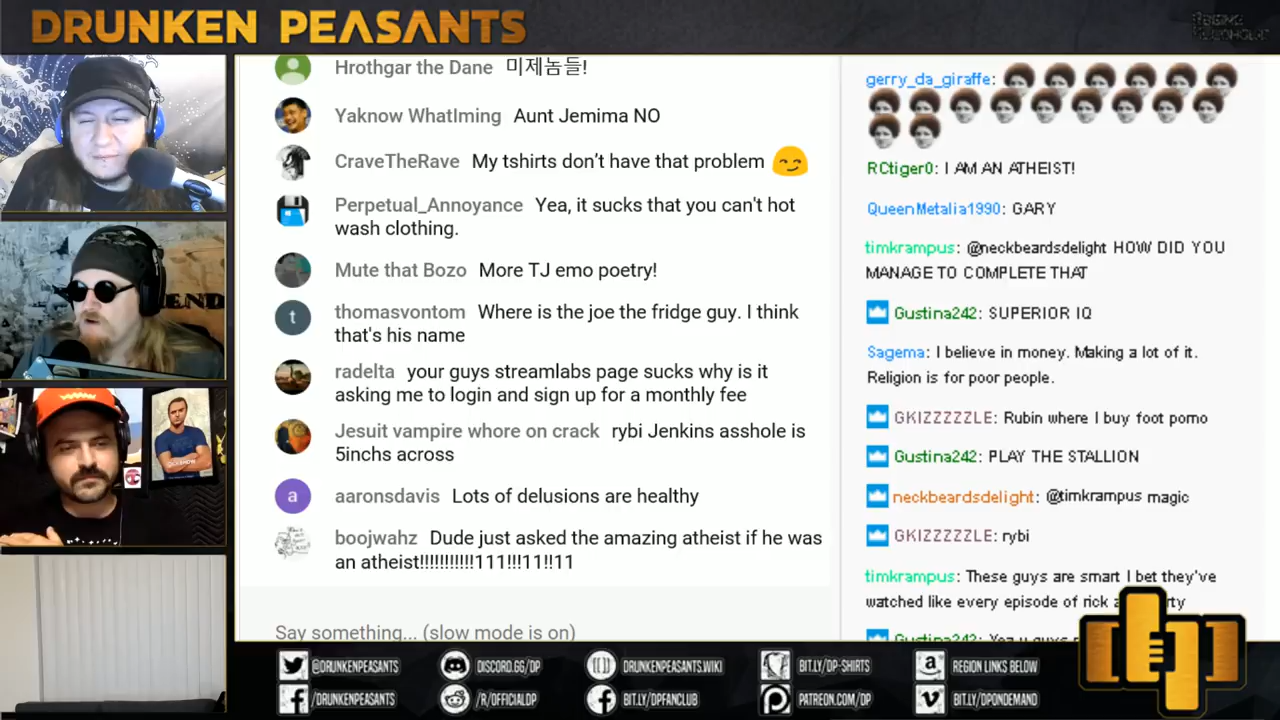 DRUNKEN PEASANTS
Hrothgar the Dane 미제놈들!
Yaknow WhatIming Aunt Jemima NO
CraveTheRave My tshirts don't have that problem
Perpetual_Annoyance Yea, it sucks that you can't hot
wash clothing.
Mute that Bozo More TJ emo poetry!
thomasvontom Where is the joe the fridge guy. I think
that's his name
radelta your guys streamlabs page sucks why is it
asking me to login and sign up for a monthly fee
Jesuit vampire whore on crack rybi Jenkins asshole is
5inchs across
aaronsdavis Lots of delusions are healthy
boojwahz Dude just asked the amazing atheist if he was
an atheist!!!!!!!!!!!111!!!11!!11
Say something... (slow mode is on)
gerry_da_giraffe:
RCtiger0: I AM AN ATHEIST!
QueenMetalia1990: GARY
timkrampus: @neckbeardsdelight HOW DID YOU
MANAGE TO COMPLETE THAT
Gustina242: SUPERIOR IQ
Sagema: I believe in money. Making a lot of it.
Religion is for poor people.
GKIZZZZZLE: Rubin where I buy foot porno
Gustina242: PLAY THE STALLION
neckbeardsdelight: @timkrampus magic
GKIZZZZZLE: rybi
timkrampus: These guys are smart I bet they've
watched like every episode of rick
Gustina242:
@DRUNKENPEASANTS
DISCORD.GG/DP
DRUNKENPEASANTS.WIKI
BIT.LY/DP-SHIRTS
REGION LINKS BELOW
/DRUNKENPEASANTS
/R/OFFICIALDP
BIT.LY/DPFANCLUB
PATREON.COM/DP
BIT.LY/DPONDEMAND